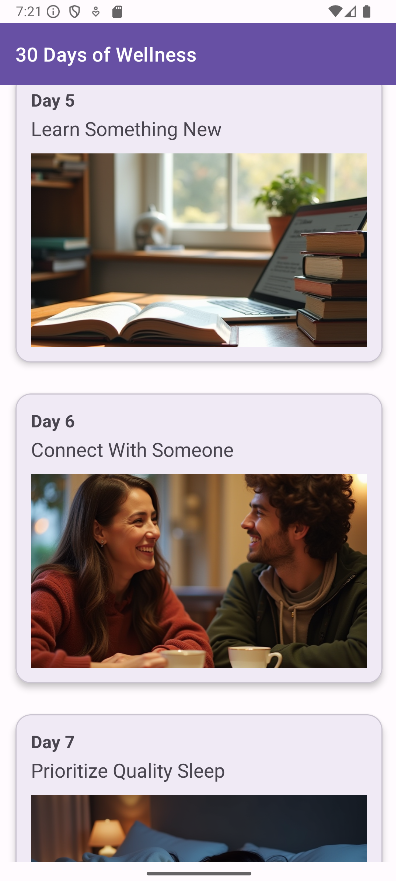 7:21
30 Days of Wellness
Day 5
Learn Something New
Day 6
Connect With Someone
Day 7
Prioritize Quality Sleep